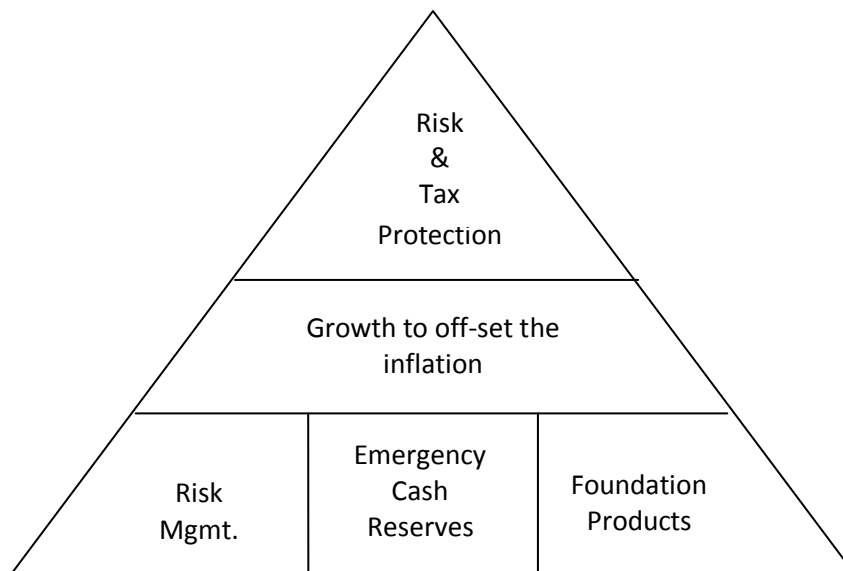 Risk
&
Tax
Protection
Growth to off-set the
inflation
Risk
Mgmt.
Emergency
Cash
Reserves
Foundation
Products